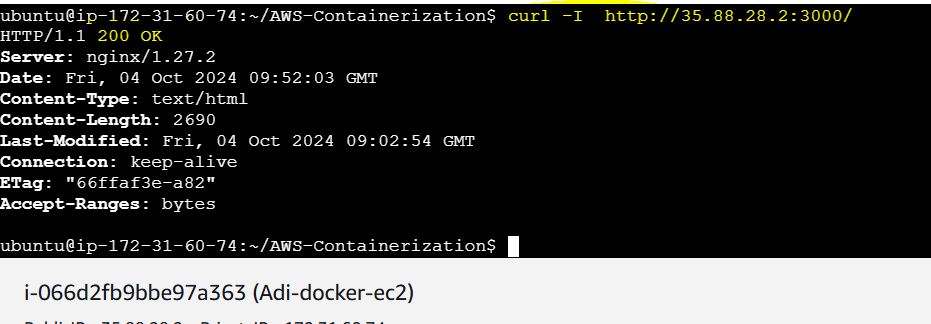 ubuntu@ip-172-31-60-74:~/AWS-Containerization$ curl -I  http://35.88.28.2:3000/
HTTP/1.1 200 OK
Server: nginx/1.27.2
Date: Fri, 04 Oct 2024 09:52:03 GMT
Content-Type: text/html
Content-Length: 2690
Last-Modified: Fri, 04 Oct 2024 09:02:54 GMT
Connection: keep-alive
ETag: "66ffaf3e-a82"
Accept-Ranges: bytes
ubuntu@ip-172-31-60-74:~/AWS-Containerization$
i-066d2fb9bbe97a363 (Adi-docker-ec2)